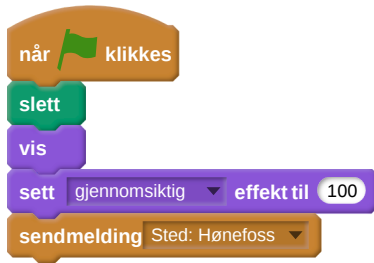 når klikkes
slett
vis
sett gjennomsiktig effekt til 100
sendmelding Sted: Hønefoss